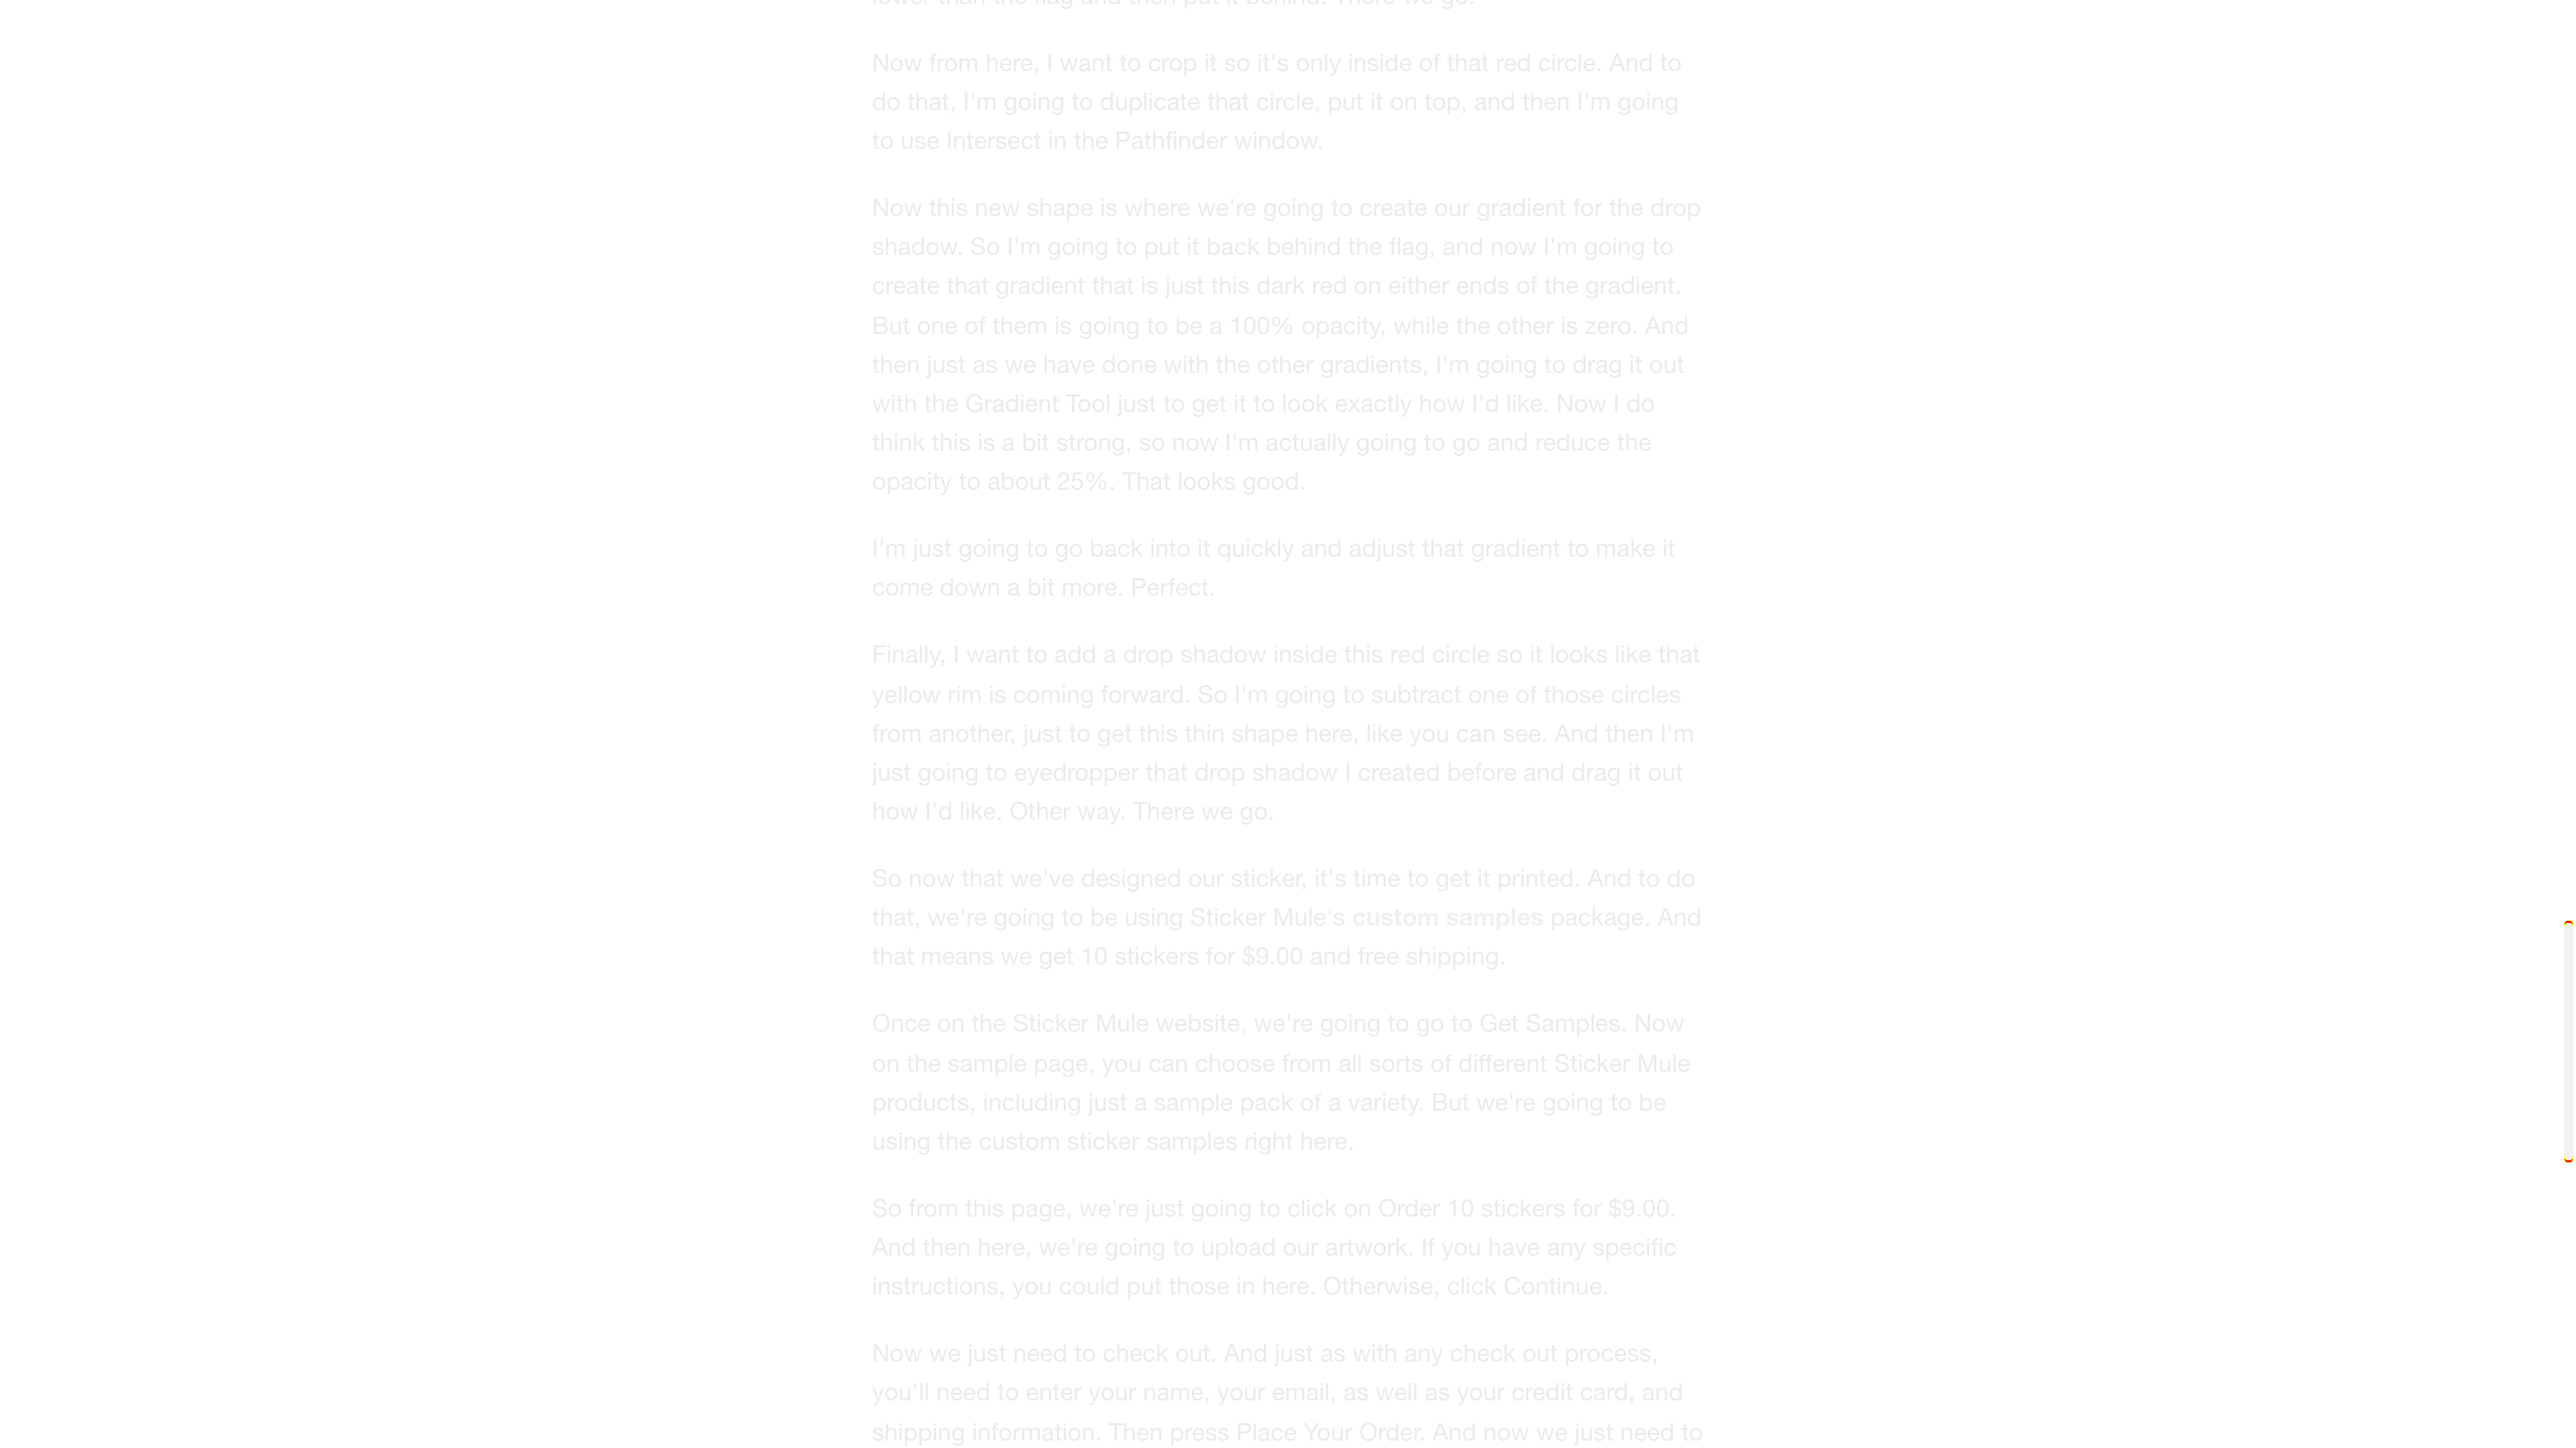 lower than the flag and then put it behind. There we go.
Now from here, I want to crop it so it's only inside of that red circle. And to
do that, I'm going to duplicate that circle, put it on top, and then I'm going
to use Intersect in the Pathfinder window.
Now this new shape is where we're going to create our gradient for the drop
shadow. So I'm going to put it back behind the flag, and now I'm going to
create that gradient that is just this dark red on either ends of the gradient.
But one of them is going to be a 100% opacity, while the other is zero. And
then just as we have done with the other gradients, I'm going to drag it out
with the Gradient Tool just to get it to look exactly how I'd like. Now I do
think this is a bit strong, so now I'm actually going to go and reduce the
opacity to about 25%. That looks good.
I'm just going to go back into it quickly and adjust that gradient to make it
come down a bit more. Perfect.
Finally, I want to add a drop shadow inside this red circle so it looks like that
yellow rim is coming forward. So I'm going to subtract one of those circles
from another, just to get this thin shape here, like you can see. And then I'm
just going to eyedropper that drop shadow I created before and drag it out
how I'd like. Other way. There we go.
So now that we've designed our sticker, it's time to get it printed. And to do
that, we're going to be using Sticker Mule's custom samples package. And
that means we get 10 stickers for $9.00 and free shipping.
Once on the Sticker Mule website, we're going to go to Get Samples. Now
on the sample page, you can choose from all sorts of different Sticker Mule
products, including just a sample pack of a variety. But we're going to be
using the custom sticker samples right here.
So from this page, we're just going to click on Order 10 stickers for $9.00.
And then here, we're going to upload our artwork. If you have any specific
instructions, you could put those in here. Otherwise, click Continue.
Now we just need to check out. And just as with any check out process,
you'll need to enter your name, your email, as well as your credit card, and
shipping information. Then press Place Your Order. And now we just need to